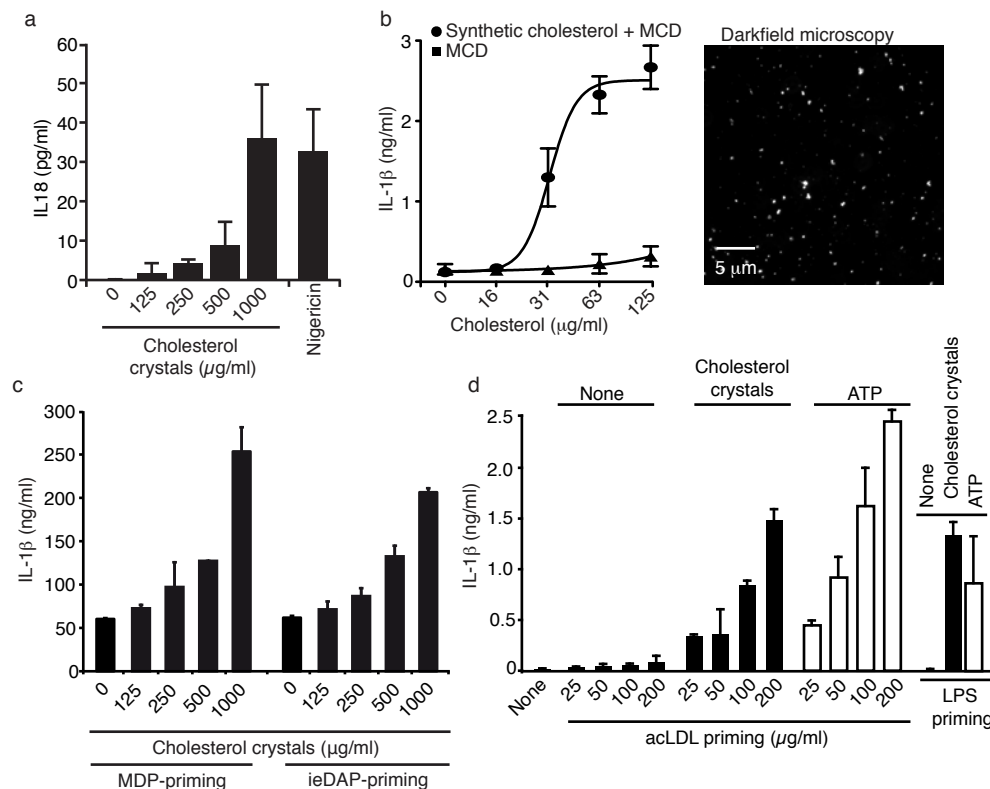 a
60
50
40
30
20
10
0
IL18 (pg/ml)
0
125
250
500
1000
Nigericin
Cholesterol
crystals (µg/ml)
b
Synthetic cholesterol + MCD
MCD
3
2
1
0
IL-1β (ng/ml)
0
16
31
63
125
Cholesterol (µg/ml)
Darkfield microscopy
5 µm
c
300
250
200
150
100
50
0
IL-1β (ng/ml)
0
125
250
500
1000
0
125
250
500
1000
Cholesterol crystals (µg/ml)
MDP-priming
ieDAP-priming
d
None
Cholesterol
crystals
ATP
None
Cholesterol crystals
ATP
2.5
2.0
1.5
1.0
0.5
0
IL-1β (ng/ml)
None
25
50
100
200
25
50
100
200
25
50
100
200
acLDL priming (µg/ml)
LPS
priming